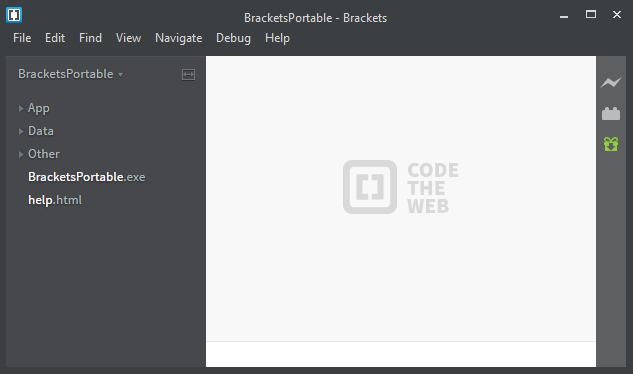 BracketsPortable - Brackets
File Edit Find View Navigate Debug Help
BracketsPortable
App
Data
Other
BracketsPortable.exe
help.html
CODE
THE
WEB